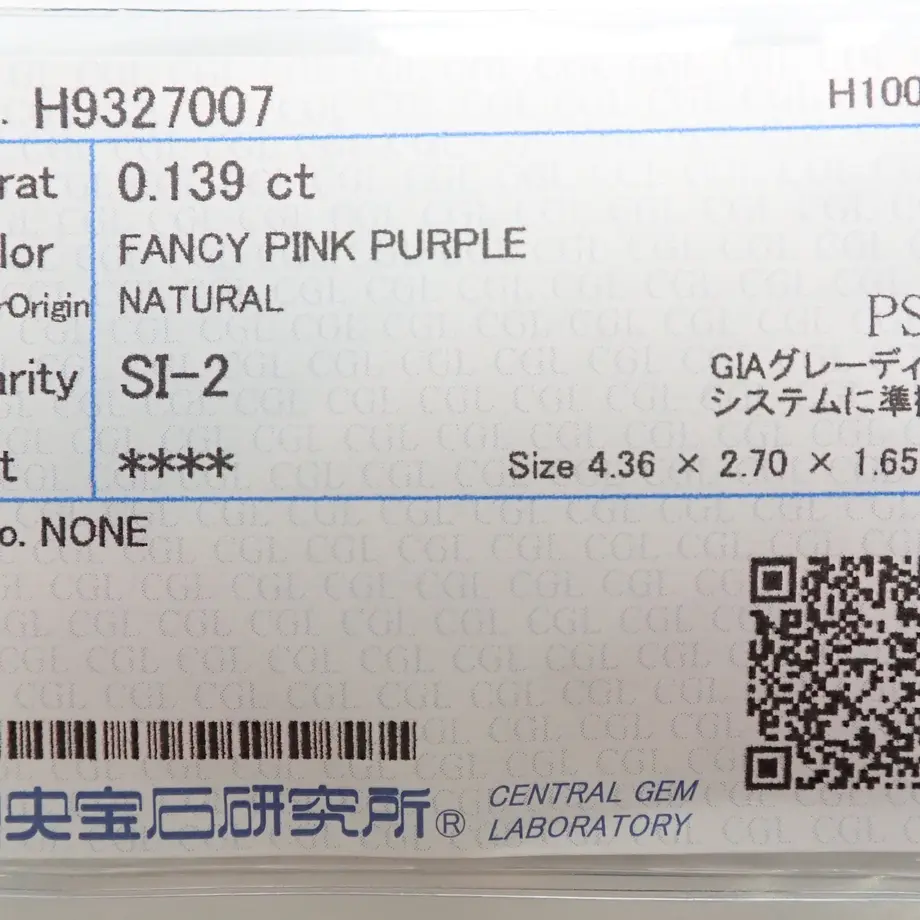 . H9327007 H100
rat 0.139 ct
lor FANCY PINK PURPLE
Origin NATURAL
PS
arity SI-2 GIAグレーディ
システムに準
t **** Size 4.36 × 2.70 × 1.65
o. NONE
央宝石研究所® CENTRAL GEM
LABORATORY